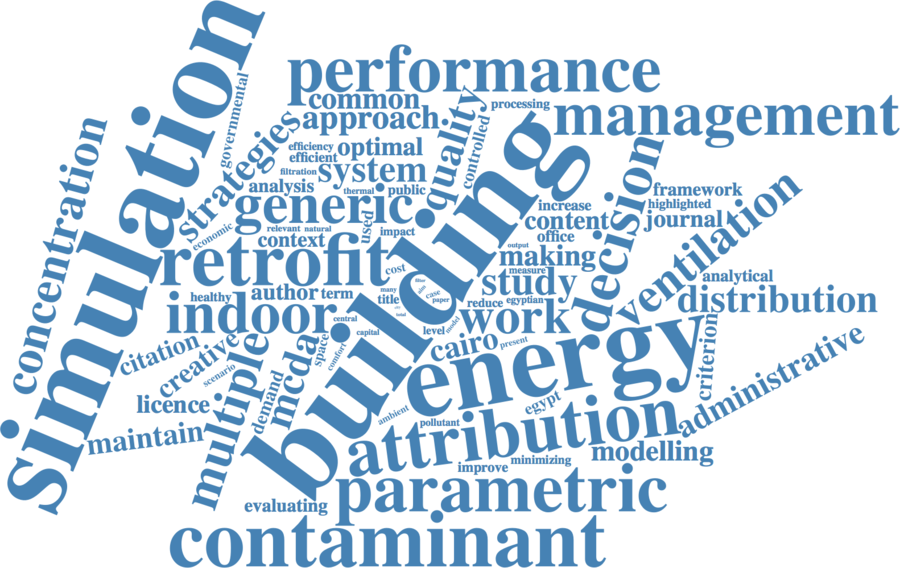 simulation
performance
common
processing
management
governmental
approach
concentration
strategies
quality
controlled
efficiency
optimal
efficient
filtration
system
analysis
thermal
public
framework
highlighted
generic
used
increase
content
journal
decision
ventilation
economic
relevant
natural
impact
context
office
output
making
building
retrofit
cost
measure
study
analytical
distribution
healthy
author
term
many
title
case
paper
reduce
egyptian
indoor
central
work
capital
level
model
cairo
present
energy
criterion
administrative
citation
creative
scenario
multiple
mcda
space
comfort
demand
licence
maintain
ambient
pollutant
egypt
attribution
modelling
improve
minimizing
evaluating
parametric
contaminant